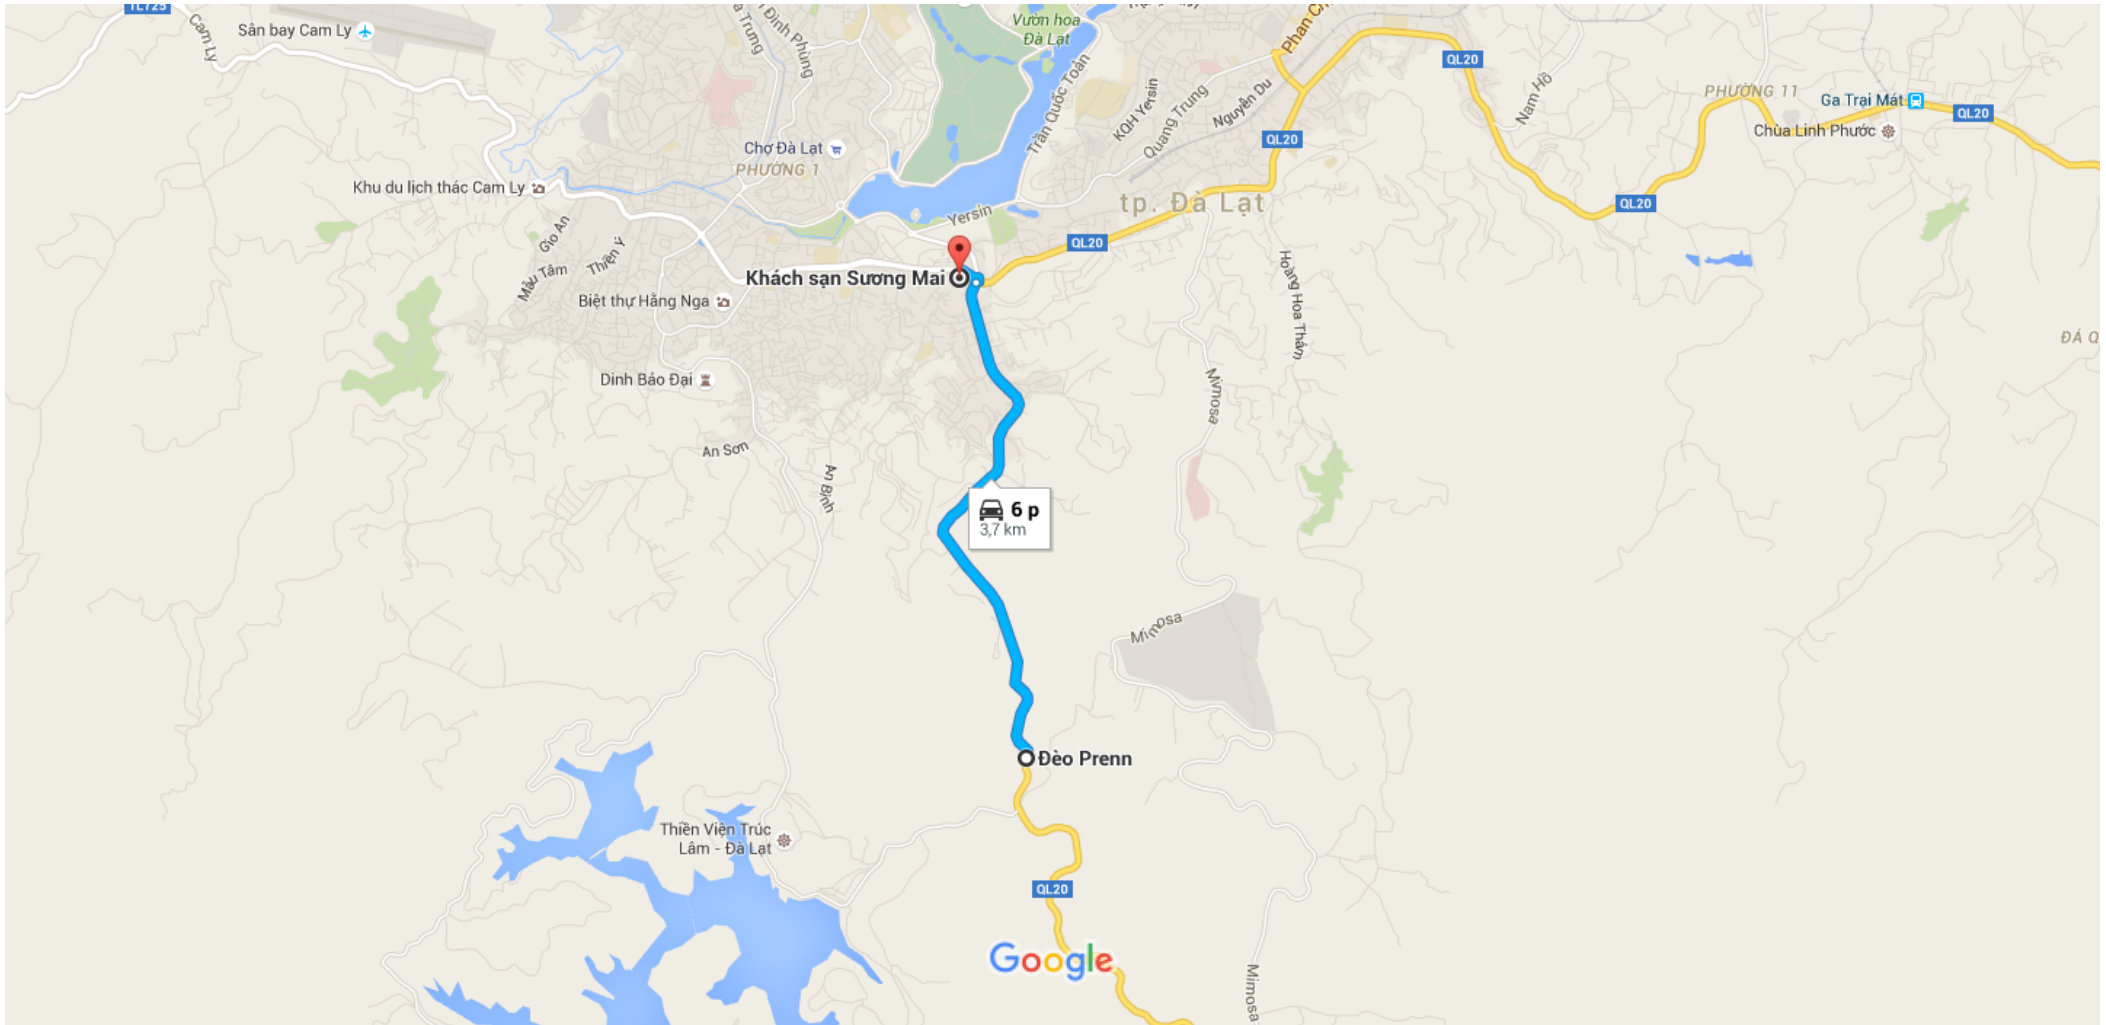 TL725
Sân bay Cam Ly
Cam Ly
Đinh Phùng
Vườn hoa
Đà Lạt
Trần Quốc Toản
KQH Yersin
Quang Trung
Nguyễn Du
QL20
Nam Hồ
PHƯỜNG 11
Ga Trại Mát
QL20
Chùa Linh Phước
QL20
Chợ Đà Lạt
PHƯỜNG 1
Khu du lịch thác Cam Ly
QL20
tp. Đà Lạt
Yersin
QL20
Gio An
Thiện Ý
Mẫu Tâm
Khách sạn Sương Mai
Biệt thự Hằng Nga
Hoàng Hoa Thám
Dinh Bảo Đại
Mimosa
An Sơn
An Bình
6 p
3,7 km
Mimosa
Đèo Prenn
Thiền Viện Trúc
Lâm - Đà Lạt
QL20
Google
Mimosa